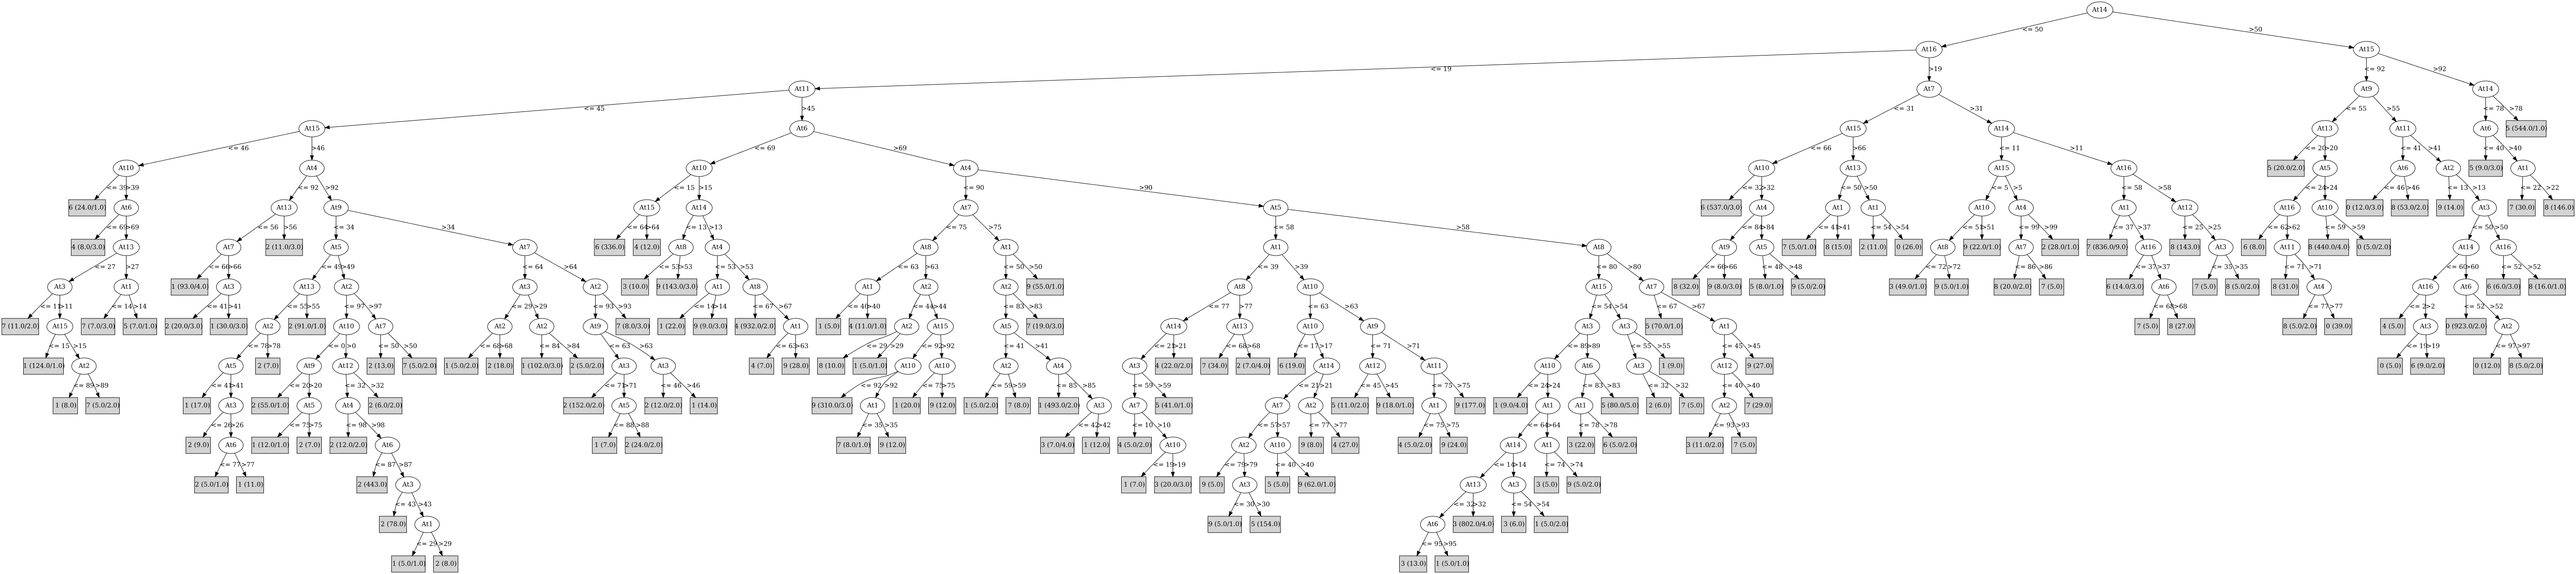 At14
<= 50 >50
At16 At15
<= 19 >19 <= 92 >92
At11 At7 At9 At14
<= 45 >45 <= 31 >31 <= 55 >55 <= 78 >78
At15 At6 At15 At14 At13 At11 At6 5 (544.0/1.0)
<= 46 >46 <= 69 >69 <= 66 >66 <= 11 >11 <= 20 >20 <= 41 >41 <= 40 >40
At10 At4 At10 At4 At10 At13 At15 At16 5 (20.0/2.0) At5 At6 At2 5 (9.0/3.0) At1
<= 39 >39 <= 92 >92 <= 15 >15 <= 90 >90 <= 32 >32 <= 50 >50 <= 5 >5 <= 58 >58 <= 24 >24 <= 46 >46 <= 13 >13 <= 22 >22
6 (24.0/1.0) At6 At13 At9 At15 At14 At7 At5 6 (537.0/3.0) At4 At1 At1 At10 At4 At1 At12 At16 At10 0 (12.0/3.0) 8 (53.0/2.0) 9 (14.0) At3 7 (30.0) 8 (146.0)
<= 69 >69 <= 56 >56 <= 34 >34 <= 64 >64 <= 13 >13 <= 75 >75 <= 58 >58 <= 84 >84 <= 41 >41 <= 54 >54 <= 51 >51 <= 99 >99 <= 37 >37 <= 25 >25 <= 62 >62 <= 59 >59 <= 50 >50
4 (8.0/3.0) At13 At7 2 (11.0/3.0) At5 At7 6 (336.0) 4 (12.0) At8 At4 At8 At1 At1 At8 At9 At5 7 (5.0/1.0) 8 (15.0) 2 (11.0) 0 (26.0) At8 9 (22.0/1.0) At7 2 (28.0/1.0) 7 (836.0/9.0) At16 8 (143.0) At3 6 (8.0) At11 8 (440.0/4.0) 0 (5.0/2.0) At14 At16
<= 27 >27 <= 66 >66 <= 49 >49 <= 64 >64 <= 53 >53 <= 53 >53 <= 63 >63 <= 50 >50 <= 39 >39 <= 80 >80 <= 66 >66 <= 48 >48 <= 72 >72 <= 86 >86 <= 37 >37 <= 35 >35 <= 71 >71 <= 60 >60 <= 52 >52
At3 At1 1 (93.0/4.0) At3 At13 At2 At3 At2 3 (10.0) 9 (143.0/3.0) At1 At8 At1 At2 At2 9 (55.0/1.0) At8 At10 At15 At7 8 (32.0) 9 (8.0/3.0) 5 (8.0/1.0) 9 (5.0/2.0) 3 (49.0/1.0) 9 (5.0/1.0) 8 (20.0/2.0) 7 (5.0) 6 (14.0/3.0) At6 7 (5.0) 8 (5.0/2.0) 8 (31.0) At4 At16 At6 6 (6.0/3.0) 8 (16.0/1.0)
<= 11 >11 <= 14 >14 <= 41 >41 <= 55 >55 <= 97 >97 <= 29 >29 <= 93 >93 <= 14 >14 <= 67 >67 <= 40 >40 <= 44 >44 <= 83 >83 <= 77 >77 <= 63 >63 <= 54 >54 <= 67 >67 <= 68 >68 <= 77 >77 <= 2 >2 <= 52 >52
7 (11.0/2.0) At15 7 (7.0/3.0) 5 (7.0/1.0) 2 (20.0/3.0) 1 (30.0/3.0) At2 2 (91.0/1.0) At10 At7 At2 At2 At9 7 (8.0/3.0) 1 (22.0) 9 (9.0/3.0) 4 (932.0/2.0) At1 1 (5.0) 4 (11.0/1.0) At2 At15 At5 7 (19.0/3.0) At14 At13 At10 At9 At3 At3 5 (70.0/1.0) At1 7 (5.0) 8 (27.0) 8 (5.0/2.0) 0 (39.0) 4 (5.0) At3 0 (923.0/2.0) At2
<= 15 >15 <= 78 >78 <= 0 >0 <= 50 >50 <= 68 >68 <= 84 >84 <= 63 >63 <= 63 >63 <= 29 >29 <= 92 >92 <= 41 >41 <= 21 >21 <= 68 >68 <= 17 >17 <= 71 >71 <= 89 >89 <= 55 >55 <= 45 >45 <= 19 >19 <= 97 >97
1 (124.0/1.0) At2 At5 2 (7.0) At9 At12 2 (13.0) 7 (5.0/2.0) 1 (5.0/2.0) 2 (18.0) 1 (102.0/3.0) 2 (5.0/2.0) At3 At3 4 (7.0) 9 (28.0) 8 (10.0) 1 (5.0/1.0) At10 At10 At2 At4 At3 4 (22.0/2.0) 7 (34.0) 2 (7.0/4.0) 6 (19.0) At14 At12 At11 At10 At6 At3 1 (9.0) At12 9 (27.0) 0 (5.0) 6 (9.0/2.0) 0 (12.0) 8 (5.0/2.0)
<= 89 >89 <= 41 >41 <= 20 >20 <= 32 >32 <= 71 >71 <= 46 >46 <= 92 >92 <= 75 >75 <= 59 >59 <= 85 >85 <= 59 >59 <= 21 >21 <= 45 >45 <= 75 >75 <= 24 >24 <= 83 >83 <= 32 >32 <= 40 >40
1 (8.0) 7 (5.0/2.0) 1 (17.0) At3 2 (55.0/1.0) At5 At4 2 (6.0/2.0) 2 (152.0/2.0) At5 2 (12.0/2.0) 1 (14.0) 9 (310.0/3.0) At1 1 (20.0) 9 (12.0) 1 (5.0/2.0) 7 (8.0) 1 (493.0/2.0) At3 At7 5 (41.0/1.0) At7 At2 5 (11.0/2.0) 9 (18.0/1.0) At1 9 (177.0) 1 (9.0/4.0) At1 At1 5 (80.0/5.0) 2 (6.0) 7 (5.0) At2 7 (29.0)
<= 26 >26 <= 75 >75 <= 98 >98 <= 88 >88 <= 35 >35 <= 42 >42 <= 10 >10 <= 57 >57 <= 77 >77 <= 75 >75 <= 64 >64 <= 78 >78 <= 93 >93
2 (9.0) At6 1 (12.0/1.0) 2 (7.0) 2 (12.0/2.0) At6 1 (7.0) 2 (24.0/2.0) 7 (8.0/1.0) 9 (12.0) 3 (7.0/4.0) 1 (12.0) 4 (5.0/2.0) At10 At2 At10 9 (8.0) 4 (27.0) 4 (5.0/2.0) 9 (24.0) At14 At1 3 (22.0) 6 (5.0/2.0) 3 (11.0/2.0) 7 (5.0)
<= 77 >77 <= 87 >87 <= 19 >19 <= 79 >79 <= 40 >40 <= 14 >14 <= 74 >74
2 (5.0/1.0) 1 (11.0) 2 (443.0) At3 1 (7.0) 3 (20.0/3.0) 9 (5.0) At3 5 (5.0) 9 (62.0/1.0) At13 At3 3 (5.0) 9 (5.0/2.0)
<= 43 >43 <= 30 >30 <= 32 >32 <= 54 >54
2 (78.0) At1 9 (5.0/1.0) 5 (154.0) At6 3 (802.0/4.0) 3 (6.0) 1 (5.0/2.0)
<= 29 >29 <= 95 >95
1 (5.0/1.0) 2 (8.0) 3 (13.0) 1 (5.0/1.0)